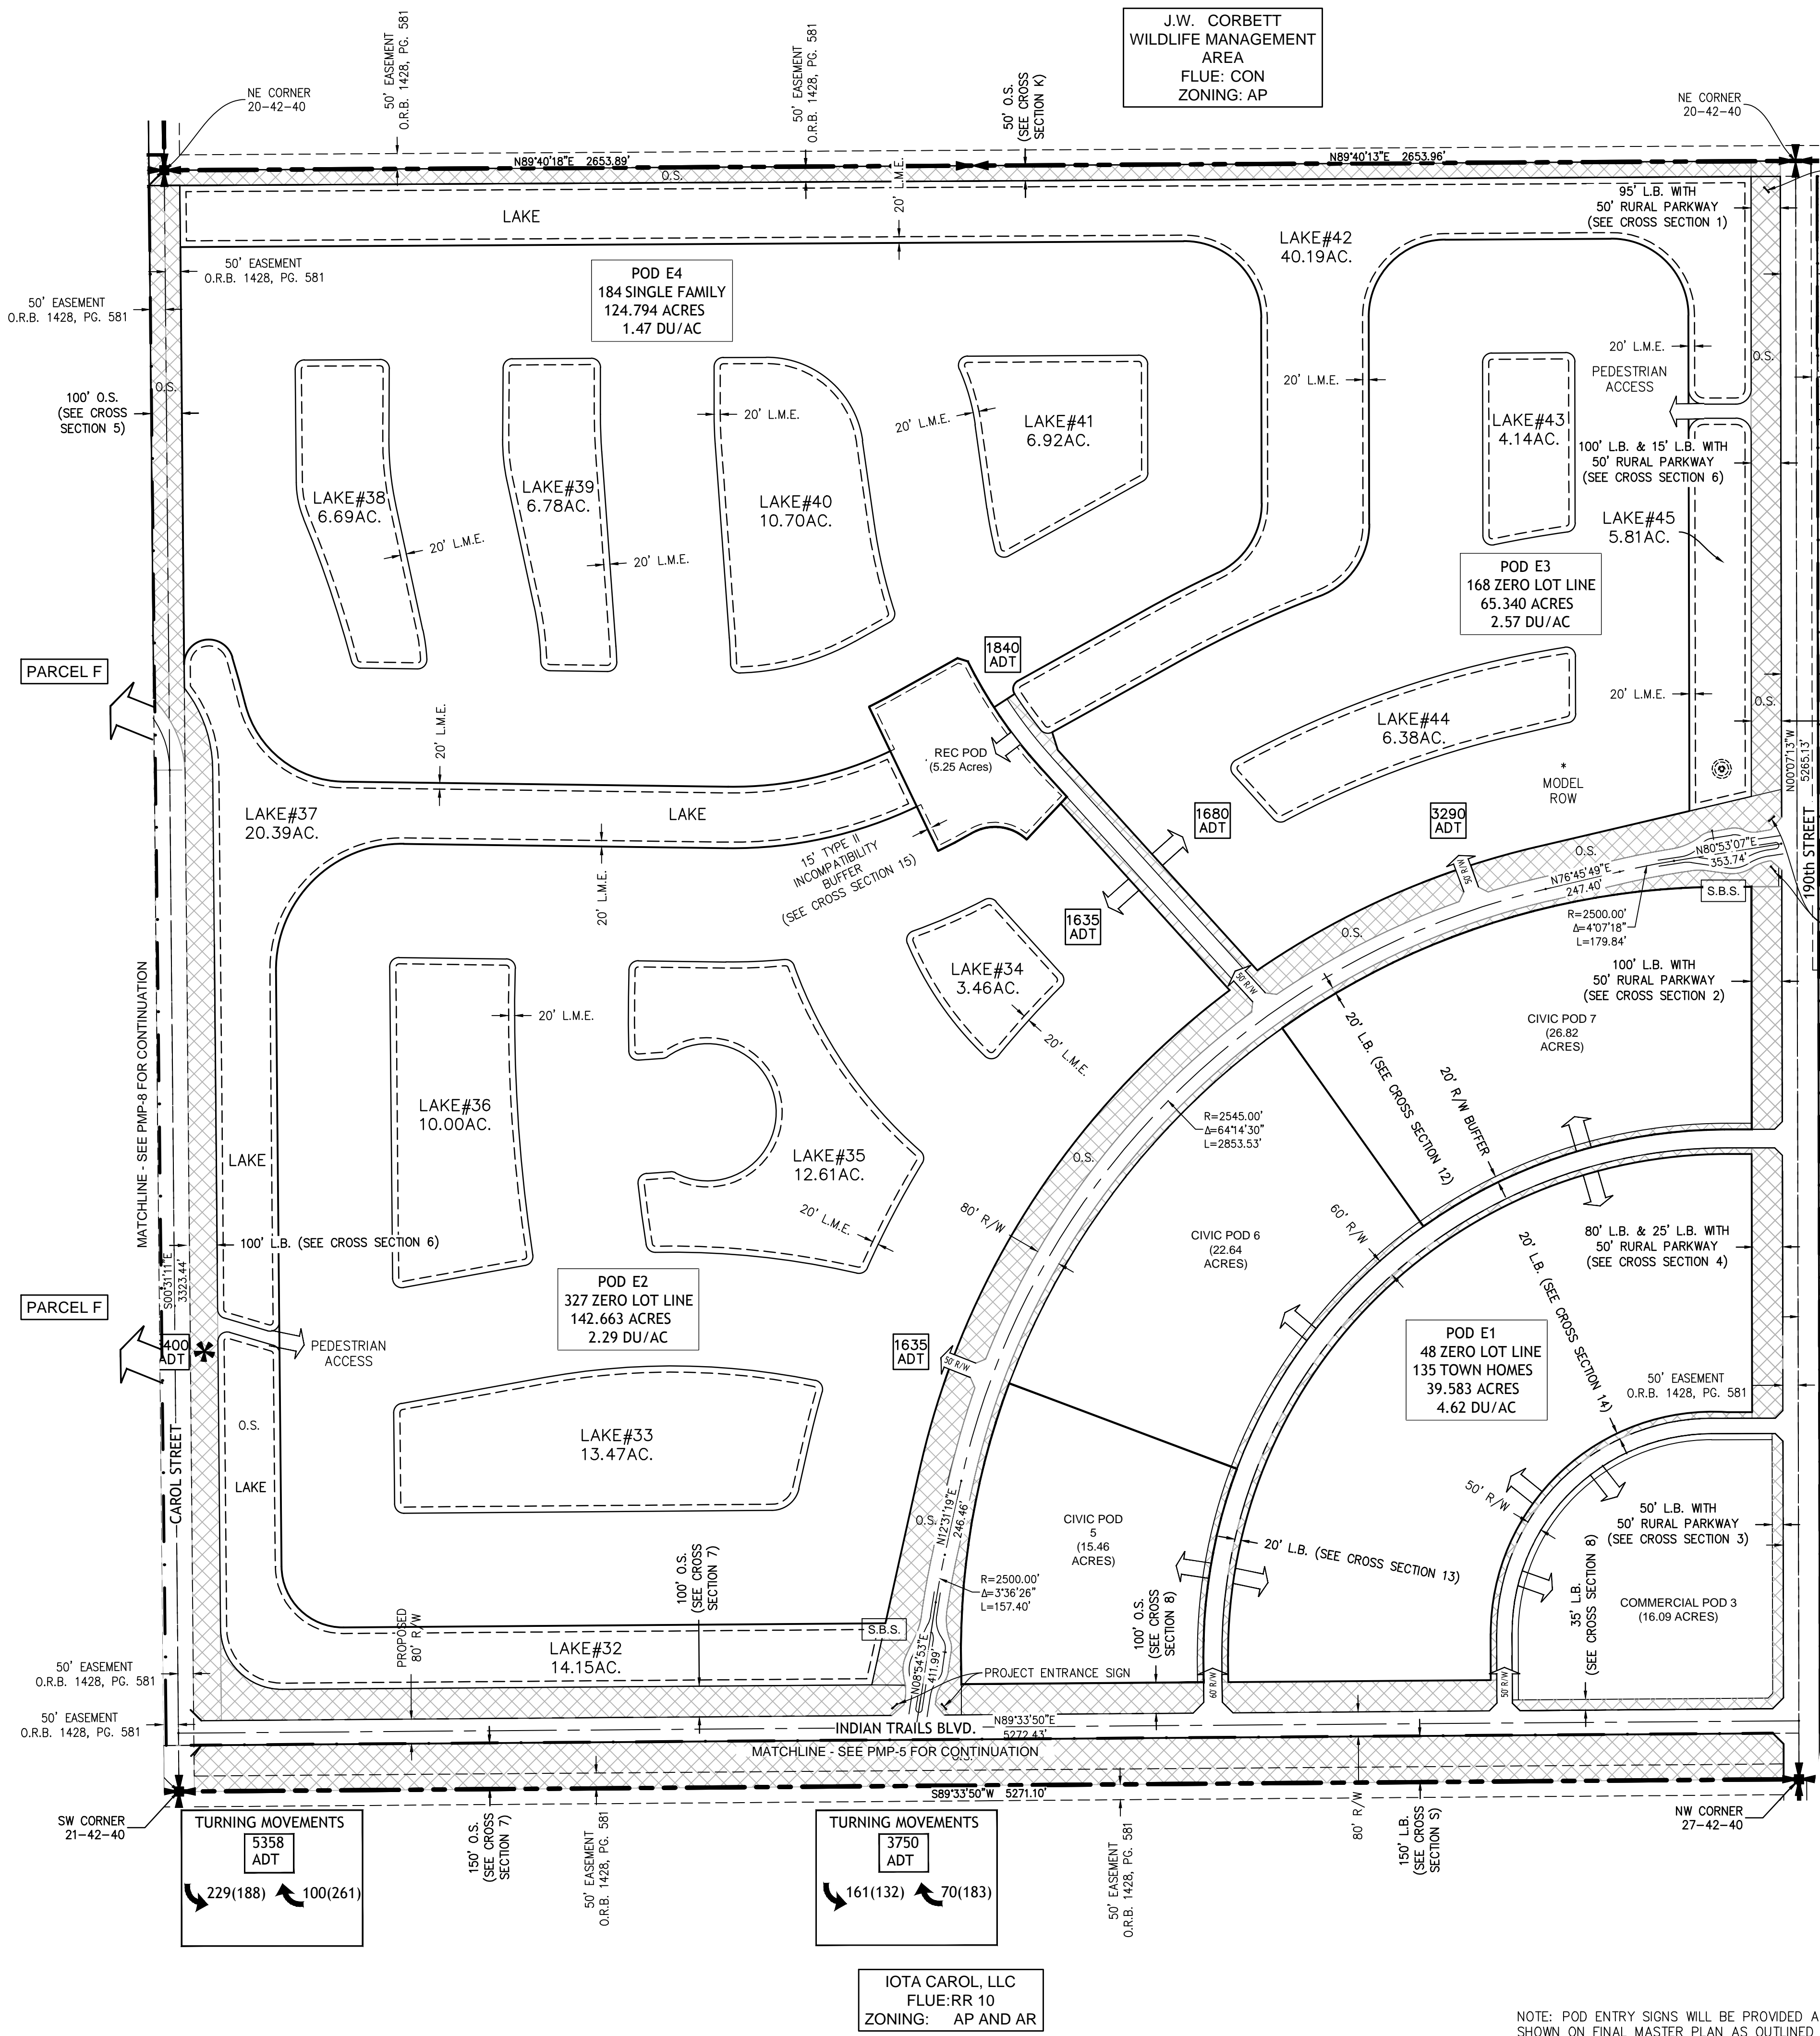 J.W. CORBETT
WILDLIFE MANAGEMENT
AREA
FLUE: CON
ZONING: AP
NE CORNER
20-42-40
50' EASEMENT
O.R.B. 1428, PG. 581
50' EASEMENT
O.R.B. 1428, PG. 581
50' O.S.
(SEE CROSS
SECTION K)
NE CORNER
20-42-40
N89°40'18"E 2653.89'
O.S.
N89°40'13"E 2653.96'
20' L.M.E.
LAKE
95' L.B. WITH
50' RURAL PARKWAY
(SEE CROSS SECTION 1)
LAKE#42
40.19AC.
50' EASEMENT
O.R.B. 1428, PG. 581
50' EASEMENT
O.R.B. 1428, PG. 581
POD E4
184 SINGLE FAMILY
124.794 ACRES
1.47 DU/AC
100' O.S.
(SEE CROSS
SECTION 5)
O.S.
20' L.M.E.
20' L.M.E.
O.S.
PEDESTRIAN
ACCESS
20' L.M.E.
20' L.M.E.
LAKE#41
6.92AC.
LAKE#43
4.14AC.
100' L.B. & 15' L.B. WITH
50' RURAL PARKWAY
(SEE CROSS SECTION 6)
LAKE#38
6.69AC.
LAKE#39
6.78AC.
LAKE#40
10.70AC.
LAKE#45
5.81AC.
20' L.M.E.
20' L.M.E.
POD E3
168 ZERO LOT LINE
65.340 ACRES
2.57 DU/AC
PARCEL F
1840
ADT
20' L.M.E.
O.S.
20' L.M.E.
LAKE#44
6.38AC.
REC POD
(5.25 Acres)
*
MODEL
ROW
N00°07'13"W
5265.13'
190th STREET
LAKE#37
20.39AC.
LAKE
20' L.M.E.
15' TYPE II
INCOMPATIBILITY
BUFFER
(SEE CROSS SECTION 15)
1680
ADT
3290
ADT
50' R/W
O.S.
N80°53'07"E
353.74'
N76°45'49"E
247.40'
S.B.S.
R=2500.00'
Δ=4°07'18"
L=179.84'
1635
ADT
O.S.
LAKE#34
3.46AC.
50' R/W
100' L.B. WITH
50' RURAL PARKWAY
(SEE CROSS SECTION 2)
MATCHLINE - SEE PMP-8 FOR CONTINUATION
20' L.M.E.
20' L.M.E.
20' L.B. (SEE CROSS SECTION 12)
CIVIC POD 7
(26.82
ACRES)
20' R/W BUFFER
LAKE#36
10.00AC.
R=2545.00'
Δ=64°14'30"
L=2853.53'
LAKE
LAKE#35
12.61AC.
O.S.
20' L.M.E.
80' R/W
100' L.B. (SEE CROSS SECTION 6)
CIVIC POD 6
(22.64
ACRES)
60' R/W
20' L.B. (SEE CROSS SECTION 14)
80' L.B. & 25' L.B. WITH
50' RURAL PARKWAY
(SEE CROSS SECTION 4)
S00°31'11"E
3323.44'
POD E2
327 ZERO LOT LINE
142.663 ACRES
2.29 DU/AC
PARCEL F
400
ADT
PEDESTRIAN
ACCESS
1635
ADT
50' R/W
POD E1
48 ZERO LOT LINE
135 TOWN HOMES
39.583 ACRES
4.62 DU/AC
50' EASEMENT
O.R.B. 1428, PG. 581
O.S.
CAROL STREET
LAKE
LAKE#33
13.47AC.
O.S.
N12°31'19"E
246.46'
CIVIC POD
5
(15.46
ACRES)
20' L.B. (SEE CROSS SECTION 13)
50' R/W
50' L.B. WITH
50' RURAL PARKWAY
(SEE CROSS SECTION 3)
35' L.B.
(SEE CROSS SECTION 8)
COMMERCIAL POD 3
(16.09 ACRES)
100' O.S.
(SEE CROSS
SECTION 7)
R=2500.00'
Δ=3°36'26"
L=157.40'
100' O.S.
(SEE CROSS
SECTION 8)
PROPOSED
80' R/W
S.B.S.
LAKE#32
14.15AC.
N08°54'53"E
411.99'
PROJECT ENTRANCE SIGN
60' R/W
50' R/W
50' EASEMENT
O.R.B. 1428, PG. 581
50' EASEMENT
O.R.B. 1428, PG. 581
INDIAN TRAILS BLVD.
N89°33'50"E
5272.43'
MATCHLINE - SEE PMP-5 FOR CONTINUATION
O.S.
S89°33'50"W 5271.10'
SW CORNER
21-42-40
NW CORNER
27-42-40
TURNING MOVEMENTS
5358
ADT
229(188) 100(261)
150' O.S.
(SEE CROSS
SECTION 7)
50' EASEMENT
O.R.B. 1428, PG. 581
TURNING MOVEMENTS
3750
ADT
161(132) 70(183)
50' EASEMENT
O.R.B. 1428, PG. 581
80' R/W
150' L.B.
(SEE CROSS
SECTION S)
IOTA CAROL, LLC
FLUE:RR 10
ZONING: AP AND AR
NOTE: POD ENTRY SIGNS WILL BE PROVIDED A
SHOWN ON FINAL MASTER PLAN AS OUTLINED